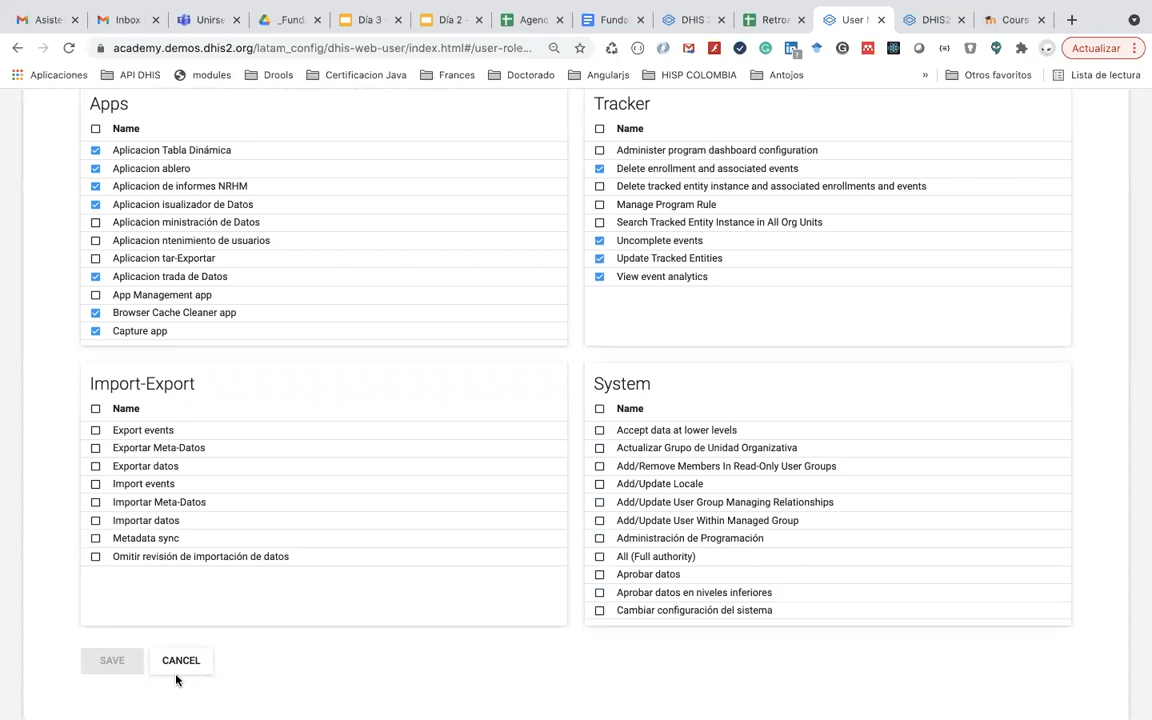 Asiste
Inbox
Unirse
_Fund
Día 3 -
Día 2 -
Agend
Funda
DHIS 2
Retroa
User M
DHIS2
Cours
academy.demos.dhis2.org/latam_config/dhis-web-user/index.html#/user-role...
Actualizar
Aplicaciones
API DHIS
modules
Drools
Certificacion Java
Frances
Doctorado
Angularjs
HISP COLOMBIA
Antojos
»
Otros favoritos
Lista de lectura
Apps
Name
Aplicacion Tabla Dinámica
Aplicacion ablero
Aplicacion de informes NRHM
Aplicacion isualizador de Datos
Aplicacion ministración de Datos
Aplicacion ntenimiento de usuarios
Aplicacion tar-Exportar
Aplicacion trada de Datos
App Management app
Browser Cache Cleaner app
Capture app
Tracker
Name
Administer program dashboard configuration
Delete enrollment and associated events
Delete tracked entity instance and associated enrollments and events
Manage Program Rule
Search Tracked Entity Instance in All Org Units
Uncomplete events
Update Tracked Entities
View event analytics
Import-Export
Name
Export events
Exportar Meta-Datos
Exportar datos
Import events
Importar Meta-Datos
Importar datos
Metadata sync
Omitir revisión de importación de datos
System
Name
Accept data at lower levels
Actualizar Grupo de Unidad Organizativa
Add/Remove Members In Read-Only User Groups
Add/Update Locale
Add/Update User Group Managing Relationships
Add/Update User Within Managed Group
Administración de Programación
All (Full authority)
Aprobar datos
Aprobar datos en niveles inferiores
Cambiar configuración del sistema
SAVE
CANCEL